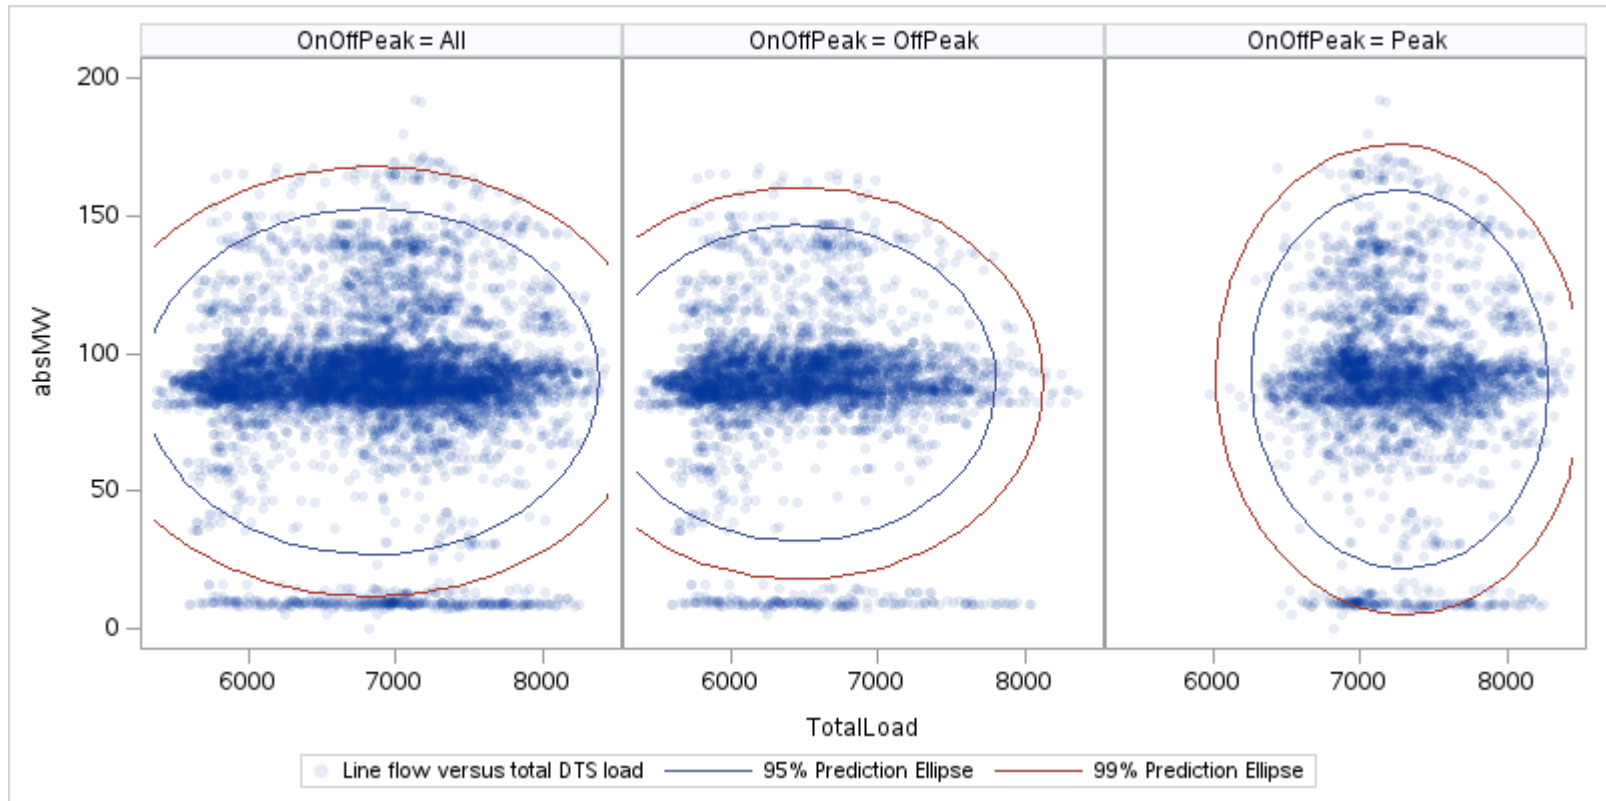 OnOffPeak = All
OnOffPeak = OffPeak
OnOffPeak = Peak
200
150
100
50
0
absMW
6000 7000 8000
6000 7000 8000
6000 7000 8000
TotalLoad
Line flow versus total DTS load
95% Prediction Ellipse
99% Prediction Ellipse